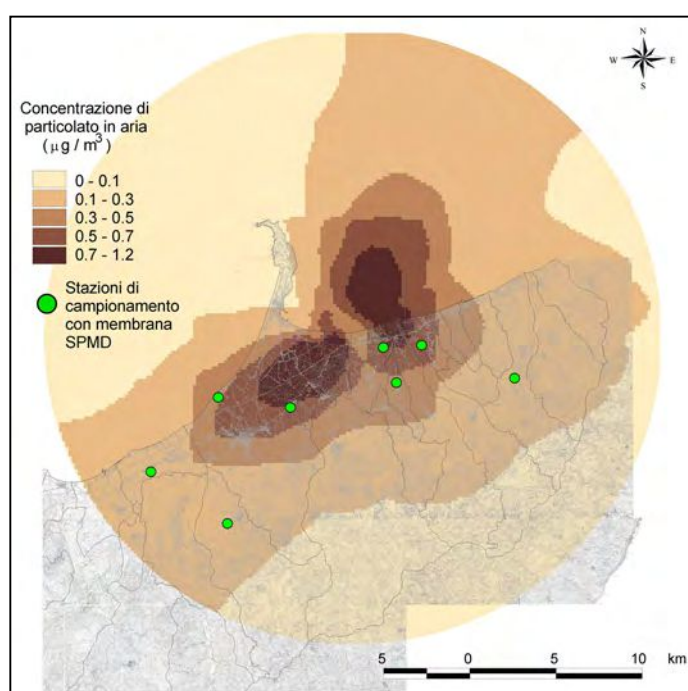 N
W E
S
Concentrazione di
particolato in aria
(μg / m³)
0 - 0.1
0.1 - 0.3
0.3 - 0.5
0.5 - 0.7
0.7 - 1.2
Stazioni di
campionamento
con membrana
SPMD
5 0 5 10 km